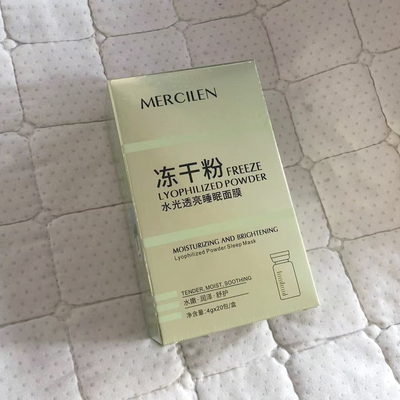 MERCILEN
冻干粉 FREEZE
LYOPHILIZED POWDER
水光透亮睡眠面膜
MOISTURIZING AND BRIGHTENING
Lyophilized Powder Sleep Mask
TENDER, MOIST, SOOTHING
水嫩·润泽·舒护
净含量:4gx20包/盒